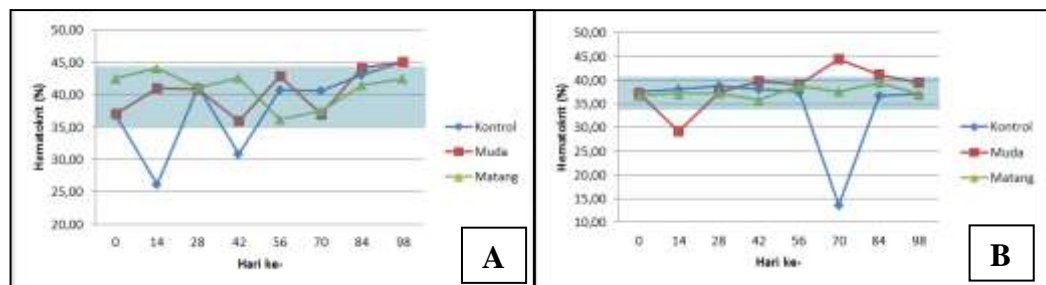 Hematokrit (%)
50,00
45,00
40,00
35,00
30,00
25,00
20,00
0 14 28 42 56 70 84 98
Hari ke-
Kontrol
Muda
Matang
A
Hematokrit (%)
50,00
45,00
40,00
35,00
30,00
25,00
20,00
15,00
10,00
0 14 28 42 56 70 84 98
Hari ke-
Kontrol
Muda
Matang
B